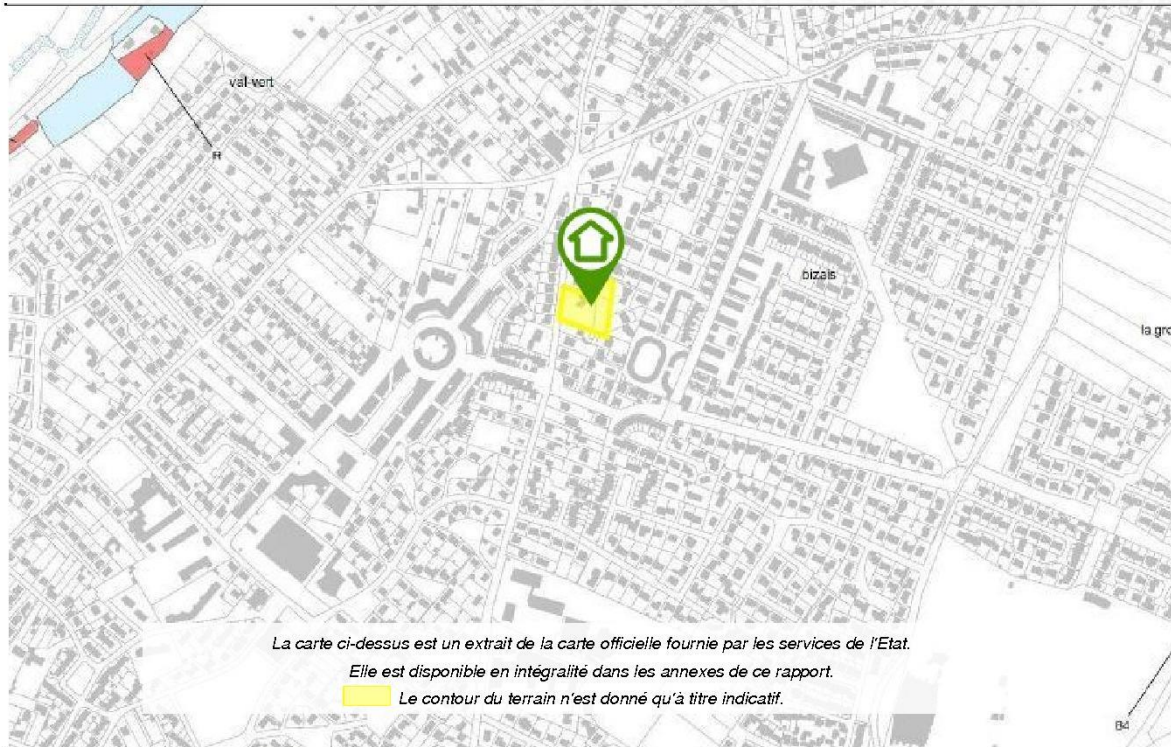 val-vert
R
bizais
la gro
La carte ci-dessus est un extrait de la carte officielle fournie par les services de l'Etat.
Elle est disponible en intégralité dans les annexes de ce rapport.
Le contour du terrain n'est donné qu'à titre indicatif.
B4